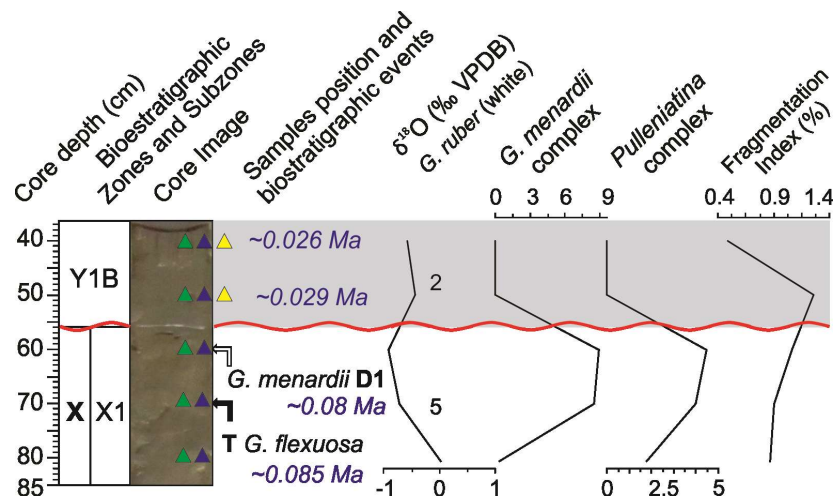 Core depth (cm)
Bioestratigraphic
Zones and Subzones
Core Image
Samples position and
biostratigraphic events
δ18O (‰ VPDB)
G. ruber (white)
G. menardii
complex
Pulleniatina
complex
Fragmentation
Index (%)
0 3 6 9
0.4 0.9 1.4
40
50
60
70
80
85
Y1B
X X1
~0.026 Ma
~0.029 Ma
G. menardii D1
~0.08 Ma
T G. flexuosa
~0.085 Ma
2
5
-1 0 1
0 2.5 5